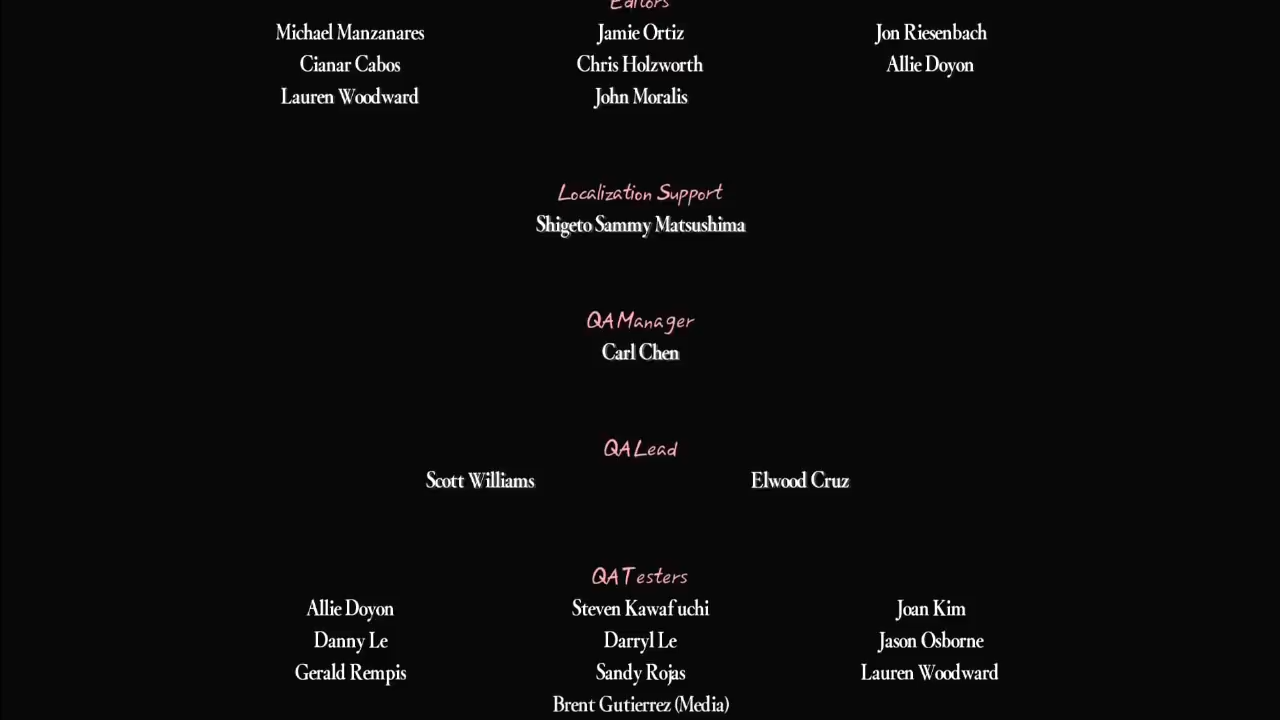 Editors
Michael Manzanares Jamie Ortiz Jon Riesenbach
Cianar Cabos Chris Holzworth Allie Doyon
Lauren Woodward John Moralis
Localization Support
Shigeto Sammy Matsushima
QA Manager
Carl Chen
QA Lead
Scott Williams Elwood Cruz
QA Testers
Allie Doyon Steven Kawafuchi Joan Kim
Danny Le Darryl Le Jason Osborne
Gerald Rempis Sandy Rojas Lauren Woodward
Brent Gutierrez (Media)